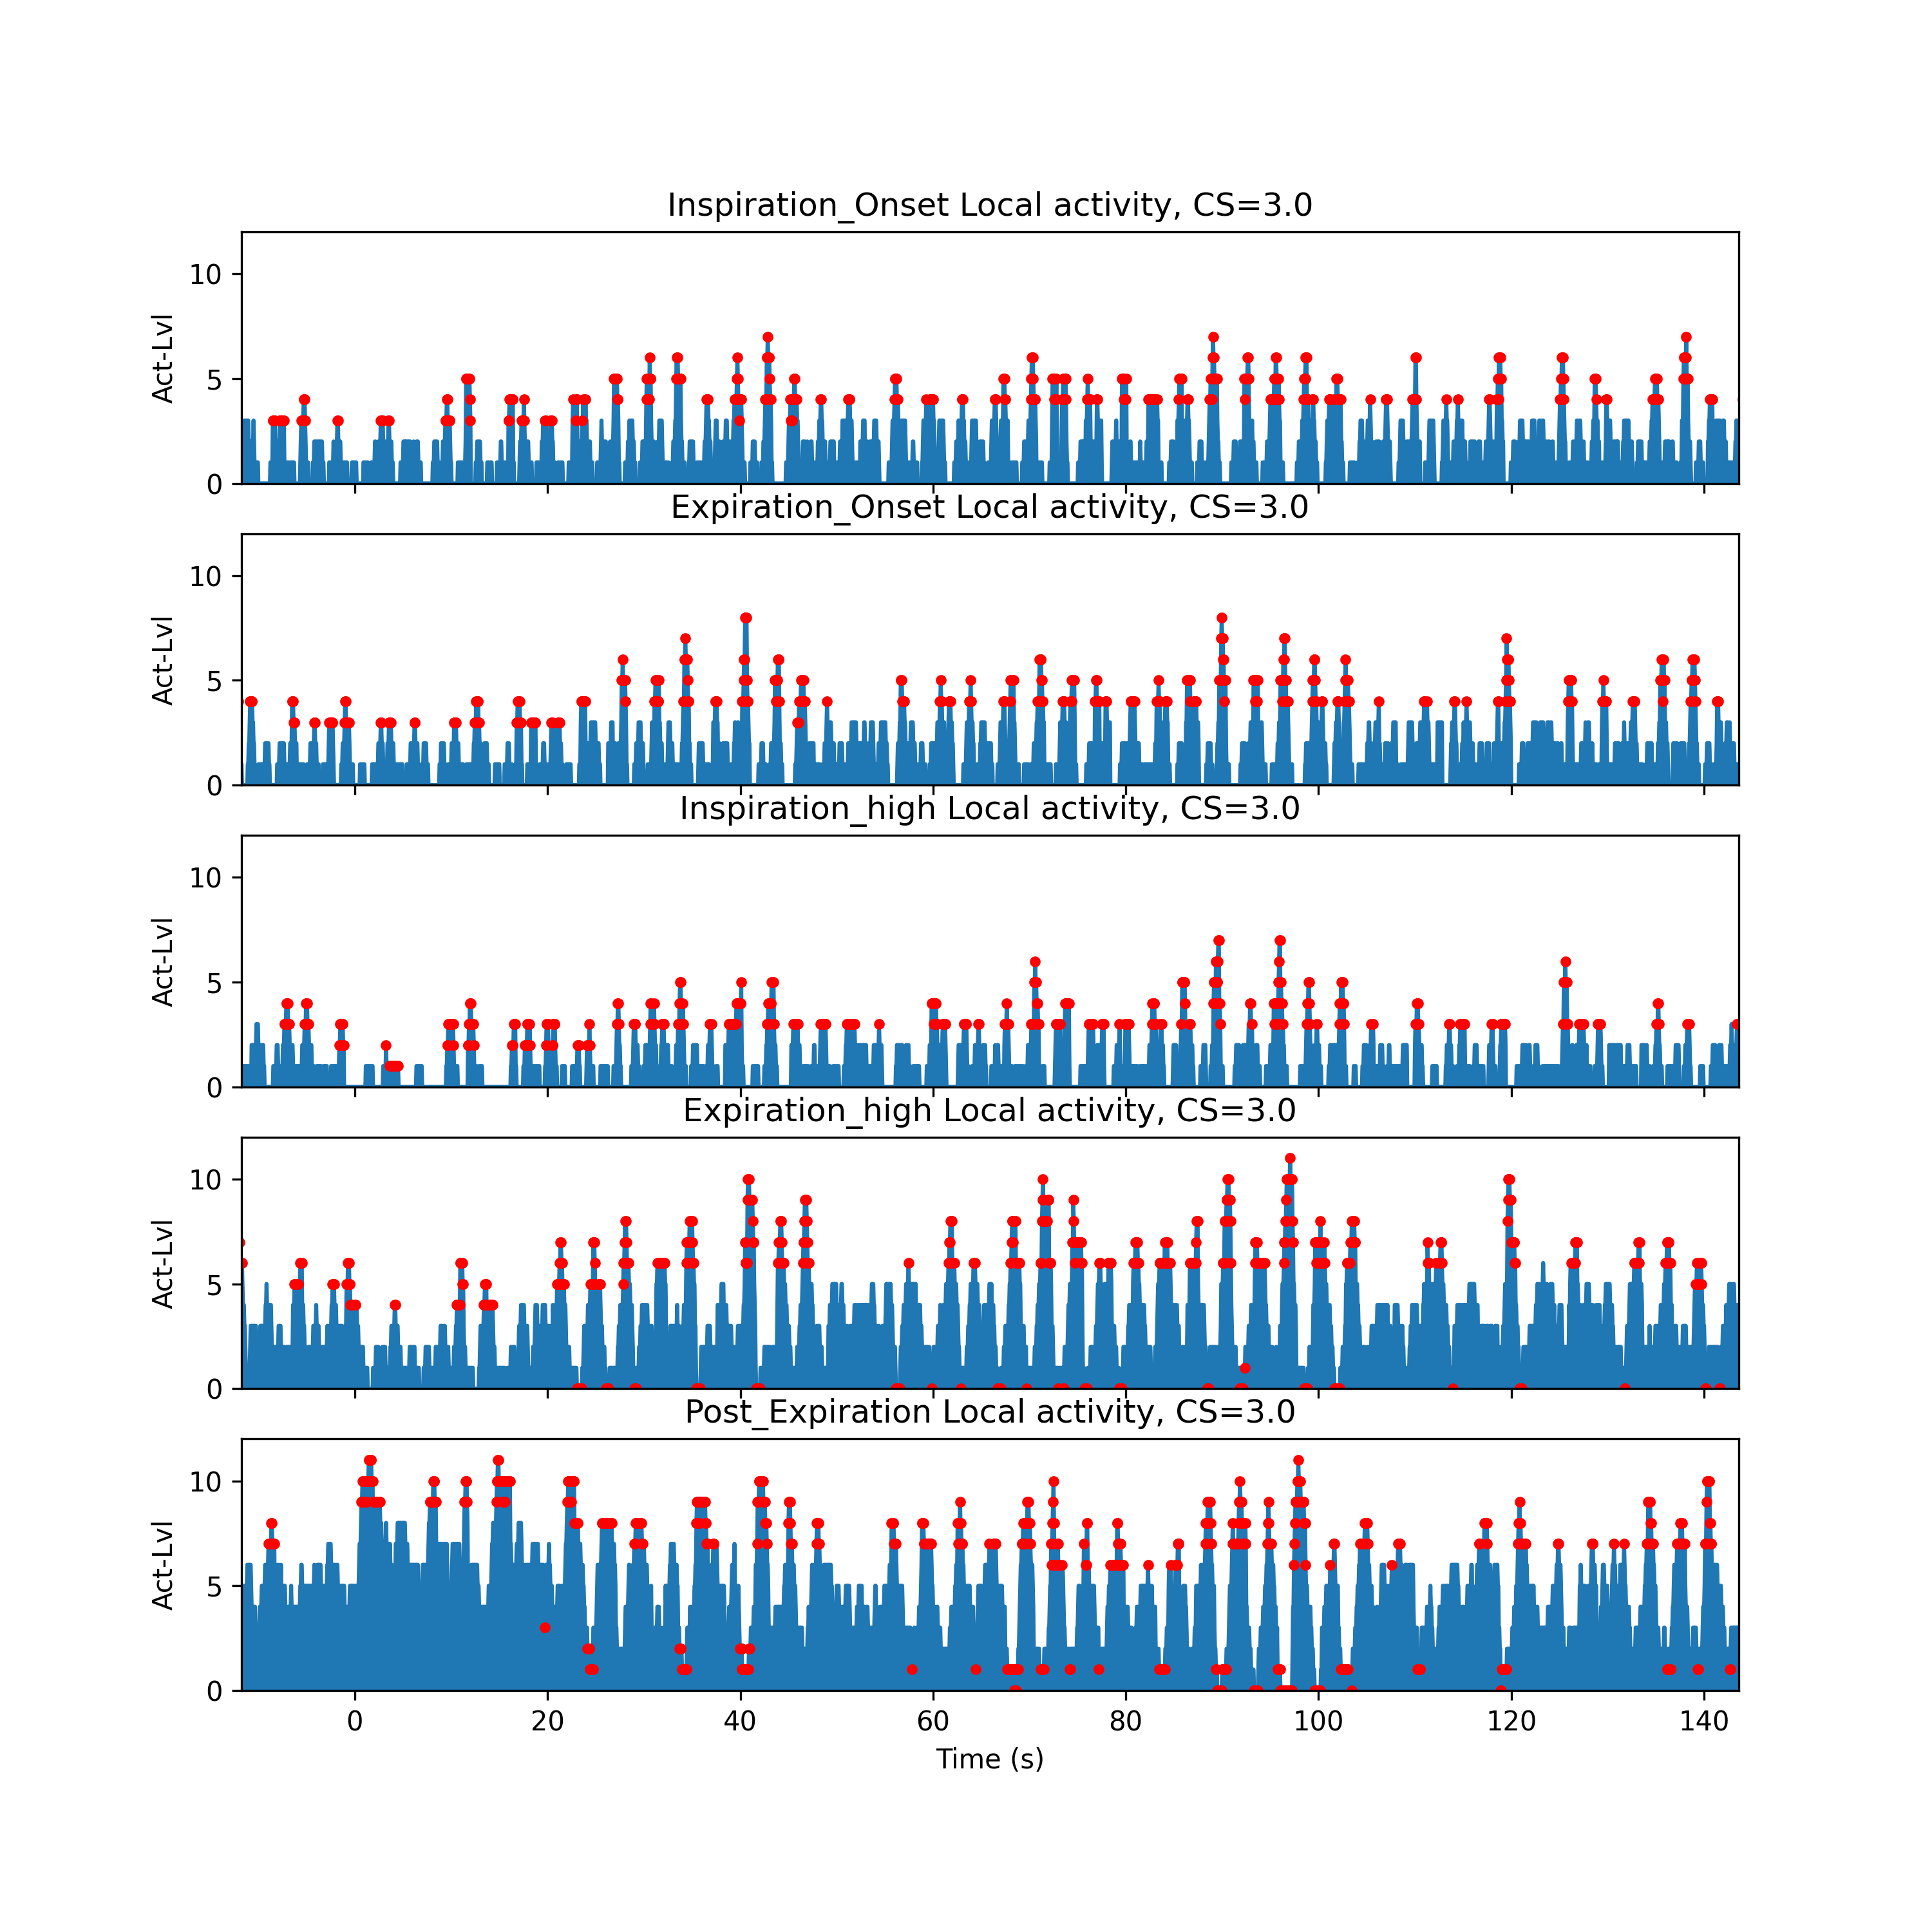 Inspiration_Onset Local activity, CS=3.0
10
5
0
Act-Lvl
Expiration_Onset Local activity, CS=3.0
10
5
0
Act-Lvl
Inspiration_high Local activity, CS=3.0
10
5
0
Act-Lvl
Expiration_high Local activity, CS=3.0
10
5
0
Act-Lvl
Post_Expiration Local activity, CS=3.0
10
5
0
Act-Lvl
0 20 40 60 80 100 120 140
Time (s)